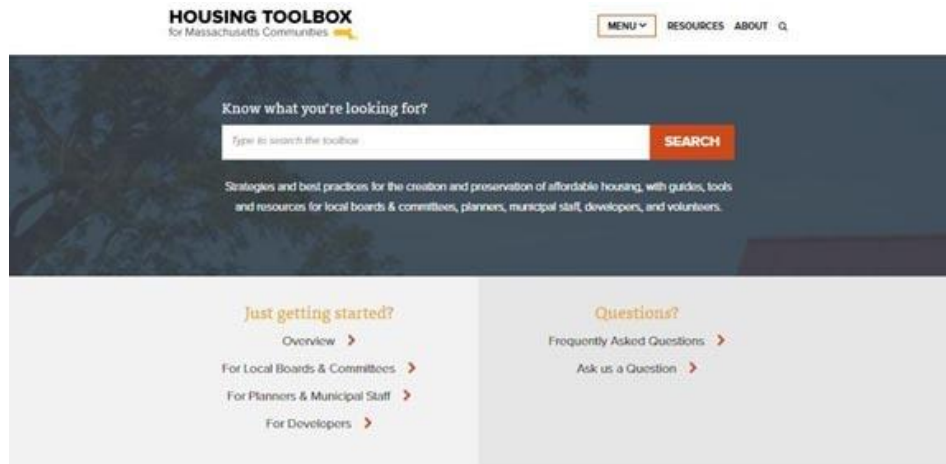 HOUSING TOOLBOX
for Massachusetts Communities
MENU RESOURCES ABOUT
Know what you're looking for?
Type to search the toolbox
SEARCH
Strategies and best practices for the creation and preservation of affordable housing, with guides, tools
and resources for local boards & committees, planners, municipal staff, developers, and volunteers.
Just getting started?
Overview
For Local Boards & Committees
For Planners & Municipal Staff
For Developers
Questions?
Frequently Asked Questions
Ask us a Question